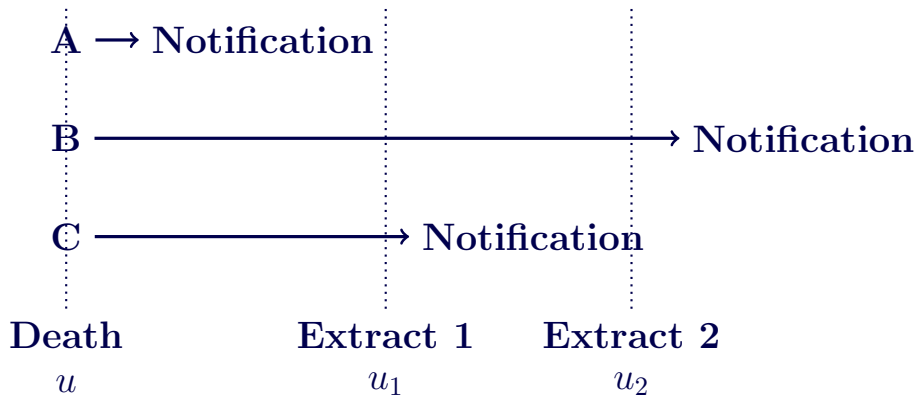 A Notification
B Notification
C Notification
Death Extract 1 Extract 2
u u₁ u₂